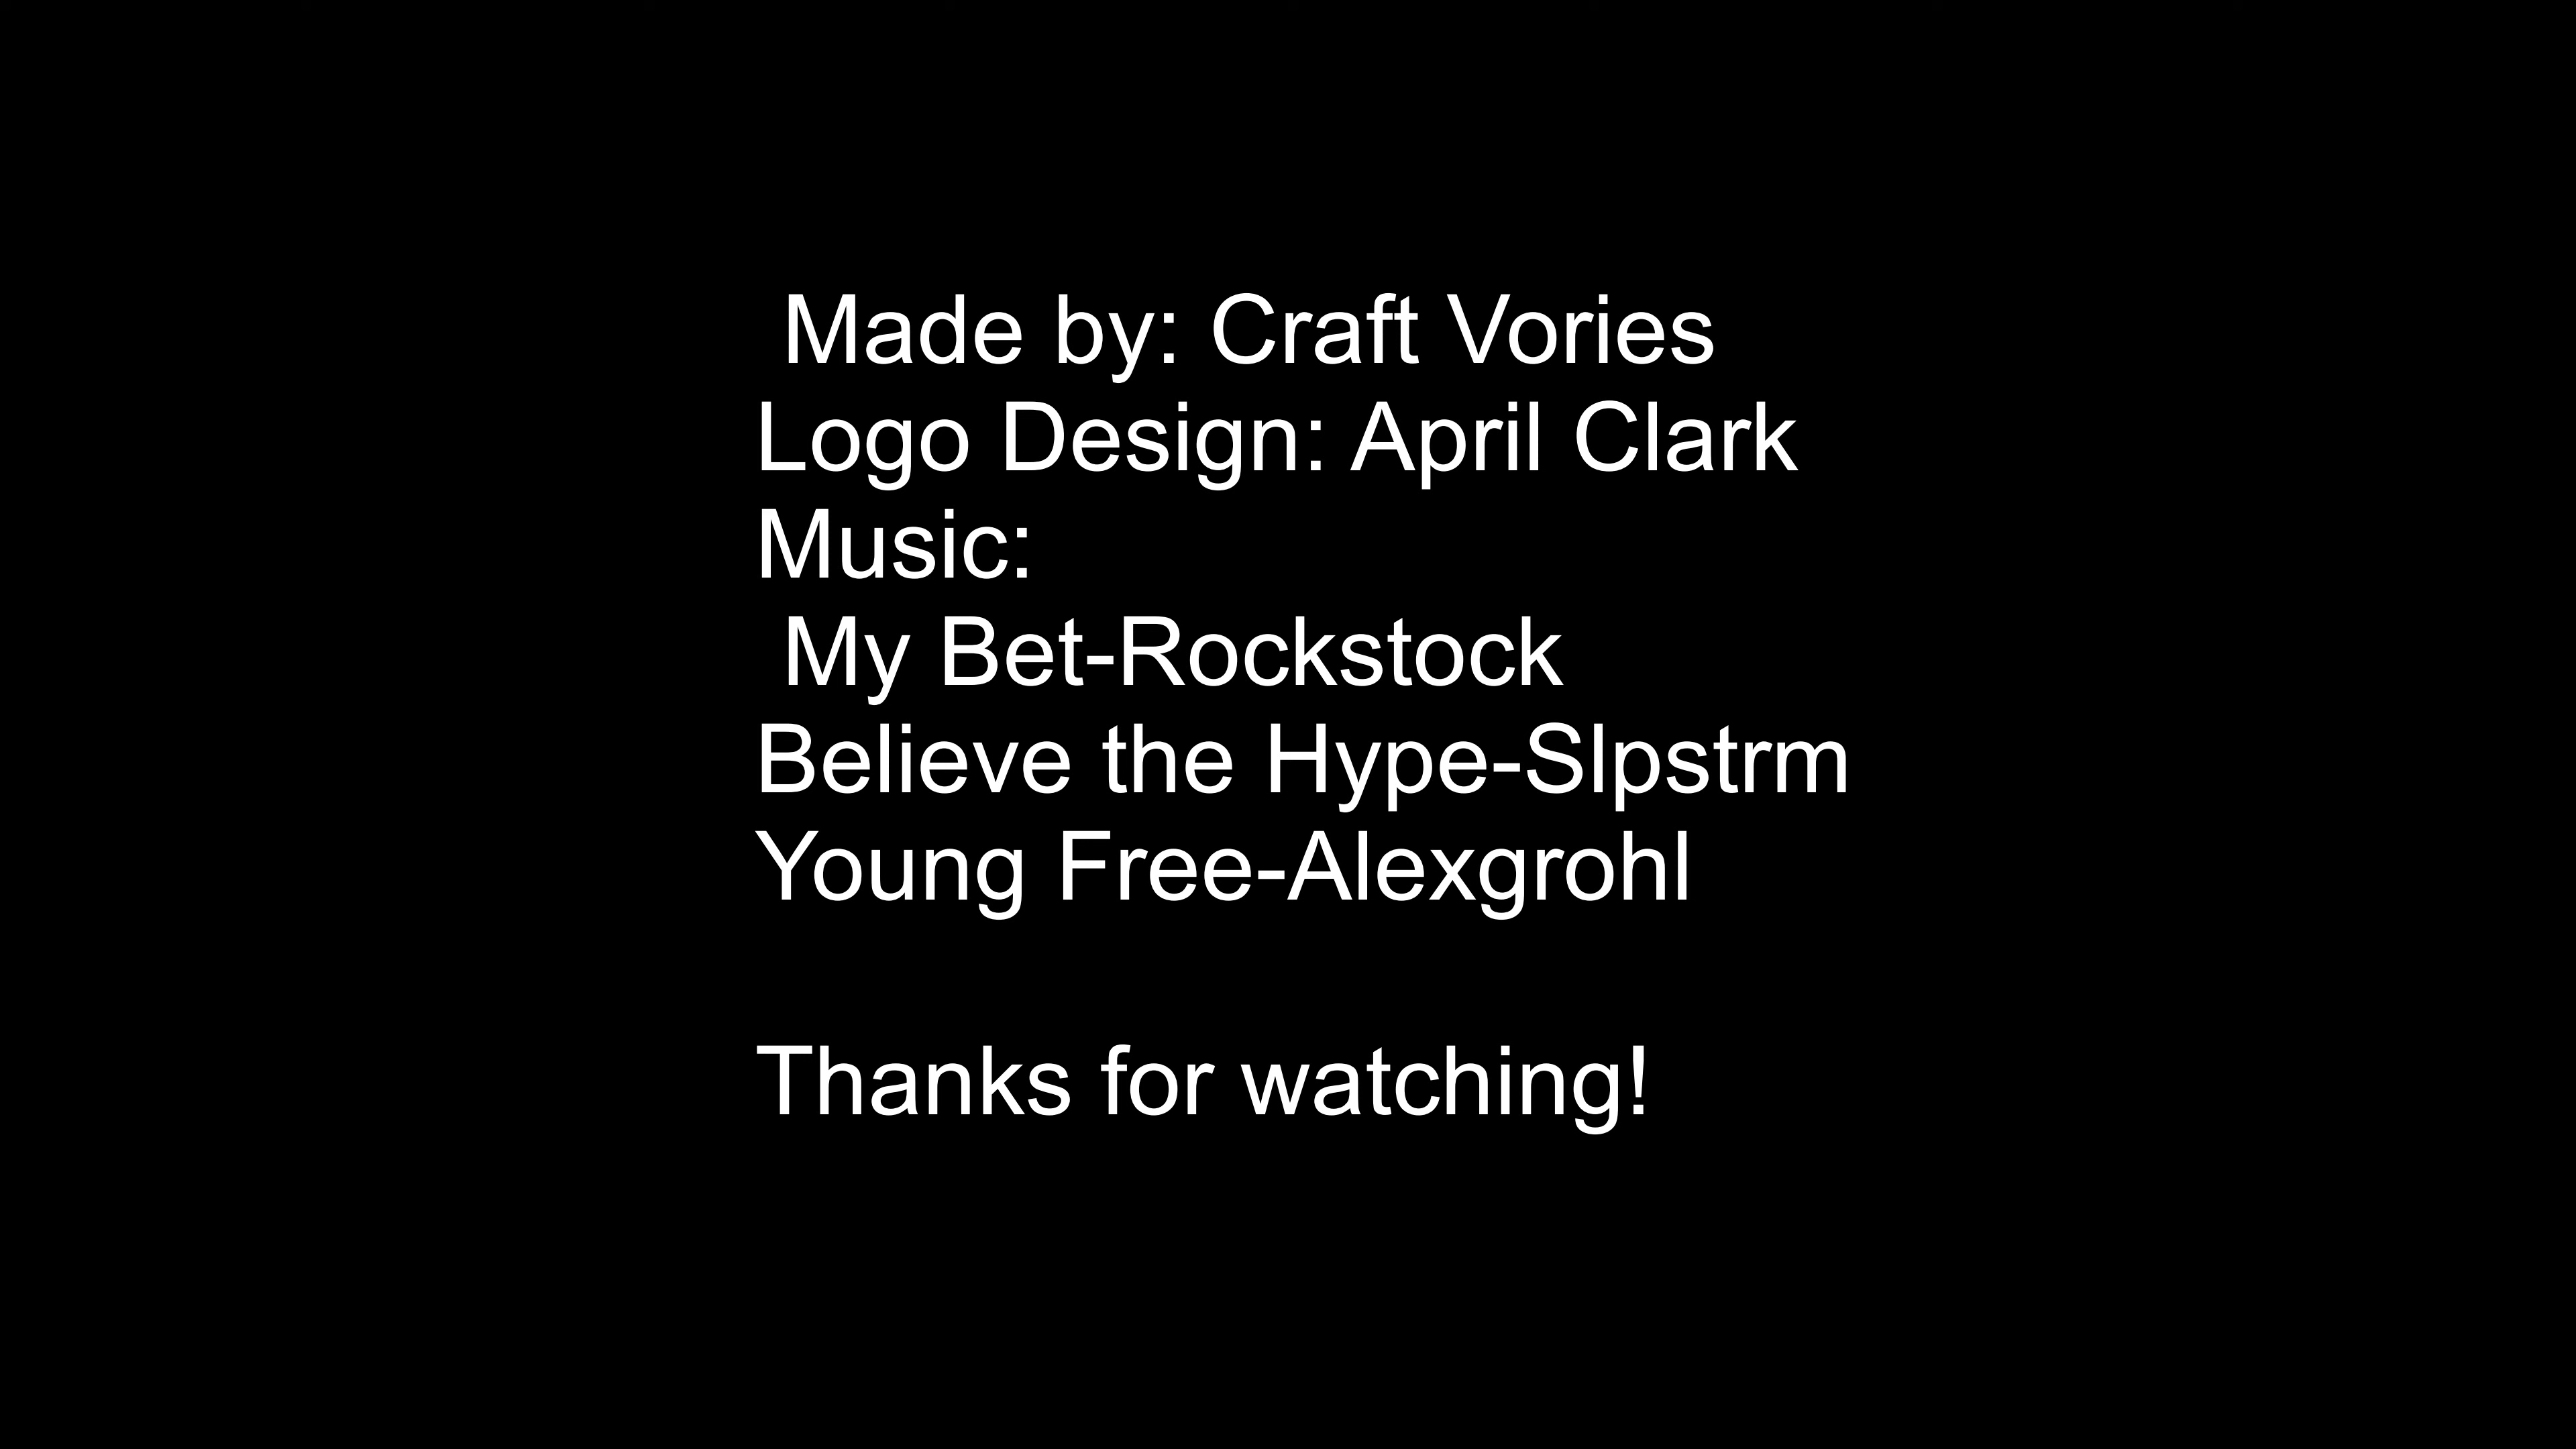 Made by: Craft Vories
Logo Design: April Clark
Music:
My Bet-Rockstock
Believe the Hype-Slpstrm
Young Free-Alexgrohl
Thanks for watching!